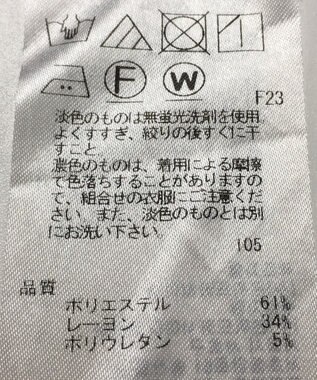 F
W
F23
淡色のものは無蛍光洗剤を使用
よくすすぎ、絞りの後すぐに干
すこと。
濃色のものは、着用による摩擦
で色落ちすることがありますの
で、組合せの衣服にご注意くだ
さい。また、淡色のものとは別
にお洗い下さい。
105
品質
ポリエステル 61%
レーヨン 34%
ポリウレタン 5%